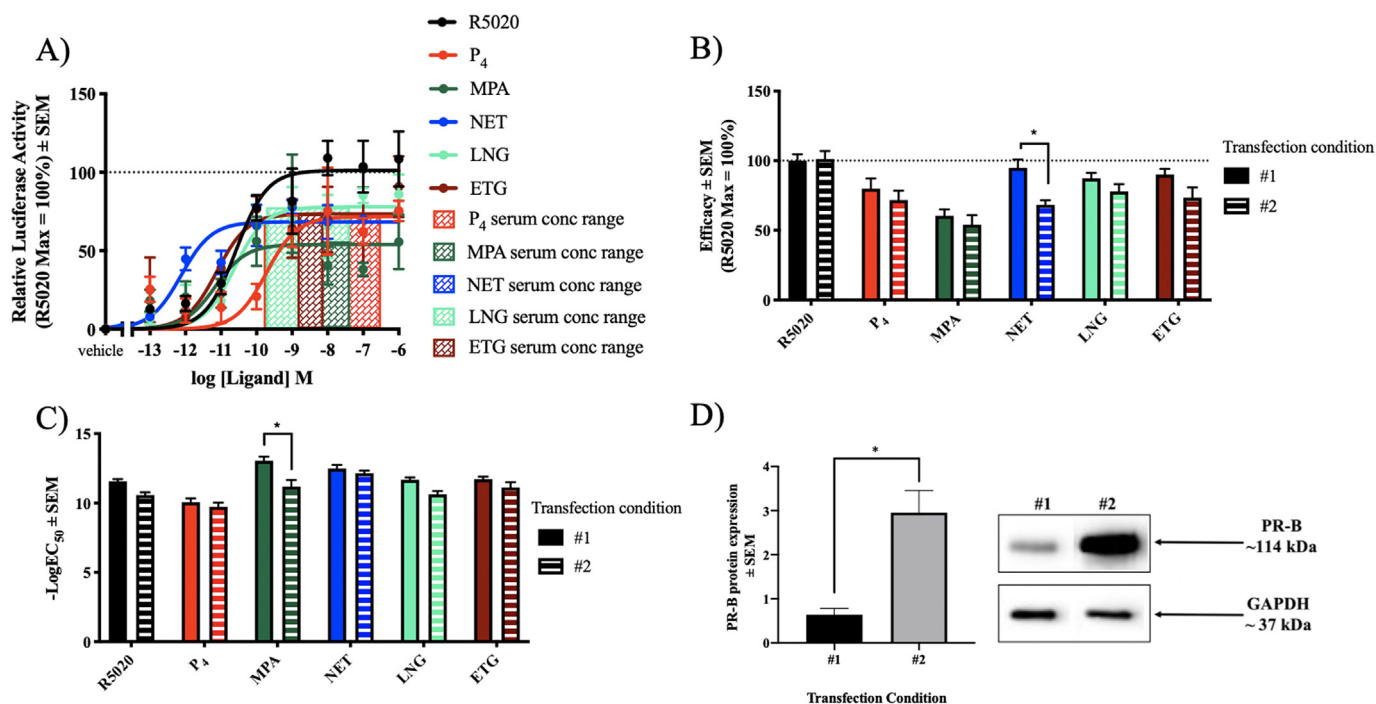 A)
Relative Luciferase Activity
(R5020 Max = 100%) ± SEM
150
100
50
0
vehicle
-13
-12
-11
-10
-9
-8
-7
-6
log [Ligand] M
R5020
P4
MPA
NET
LNG
ETG
P4 serum conc range
MPA serum conc range
NET serum conc range
LNG serum conc range
ETG serum conc range
B)
Efficacy ± SEM
(R5020 Max = 100%)
150
100
50
0
*
R5020
P4
MPA
NET
LNG
ETG
Transfection condition
#1
#2
C)
-LogEC50 ± SEM
15
10
5
0
*
R5020
P4
MPA
NET
LNG
ETG
Transfection condition
#1
#2
D)
PR-B protein expression
± SEM
4
3
2
1
0
*
#1
#2
Transfection Condition
#1 #2
PR-B
~114 kDa
GAPDH
~ 37 kDa